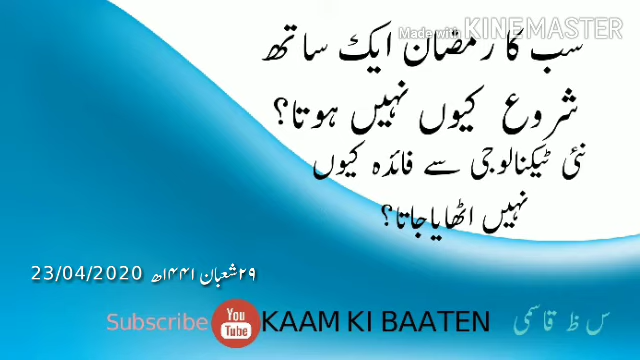 Made with KINEMASTER
سب کا رمضان ایک ساتھ
شروع کیوں نہیں ہوتا؟
نئی ٹیکنالوجی سے فائدہ کیوں
نہیں اٹھایا جاتا؟
۲۹ شعبان ۱۴۴۱ھ 23/04/2020
Subscribe You Tube KAAM KI BAATEN س ظ قاسمی